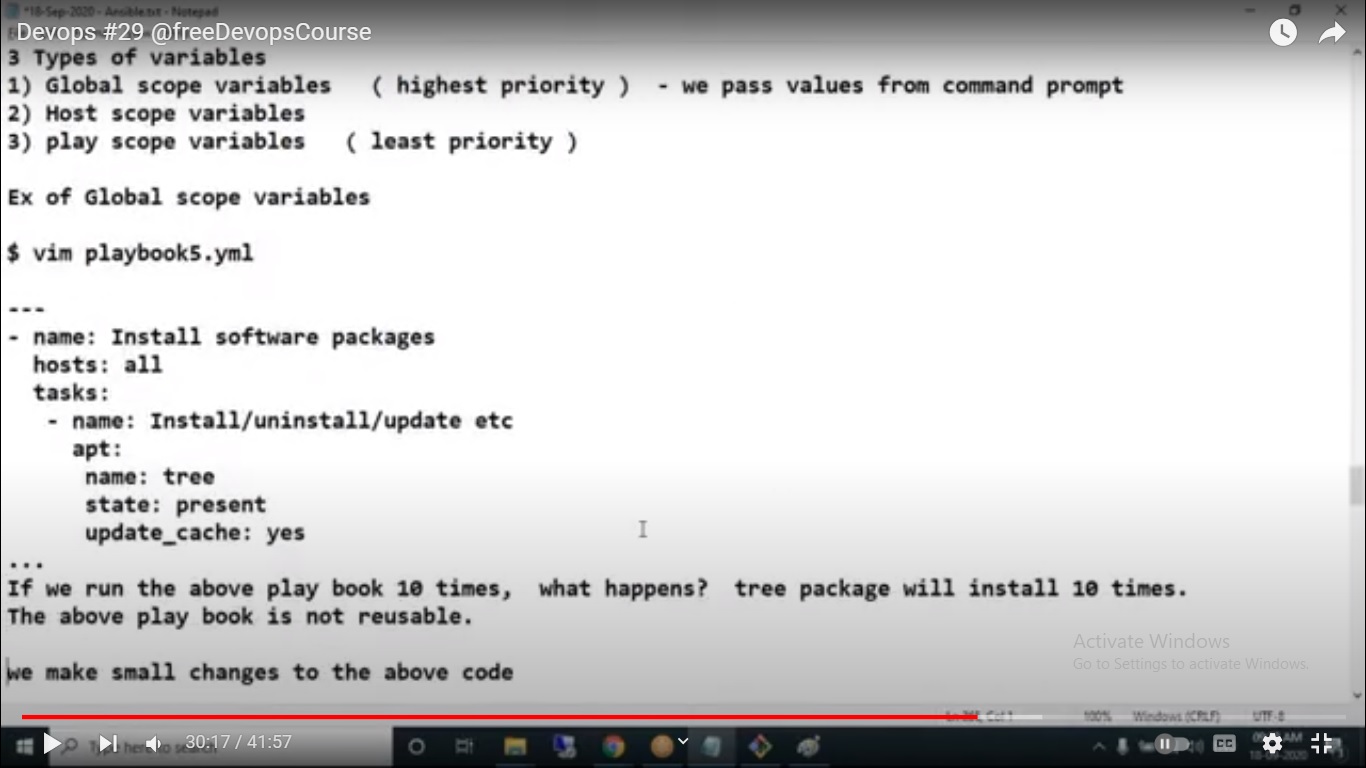 *18-Sep-2020 - Ansible.txt - Notepad
Devops #29 @freeDevopsCourse
3 Types of variables
1) Global scope variables   ( highest priority )  - we pass values from command prompt
2) Host scope variables
3) play scope variables   ( least priority )
Ex of Global scope variables
$ vim playbook5.yml
---
- name: Install software packages
hosts: all
tasks:
- name: Install/uninstall/update etc
apt:
name: tree
state: present
update_cache: yes
...
If we run the above play book 10 times,  what happens?  tree package will install 10 times.
The above play book is not reusable.
Activate Windows
Go to Settings to activate Windows.
we make small changes to the above code
100% Windows (CRLF) UTF-8
Type here to search
30:17 / 41:57
CC
18-09-2020